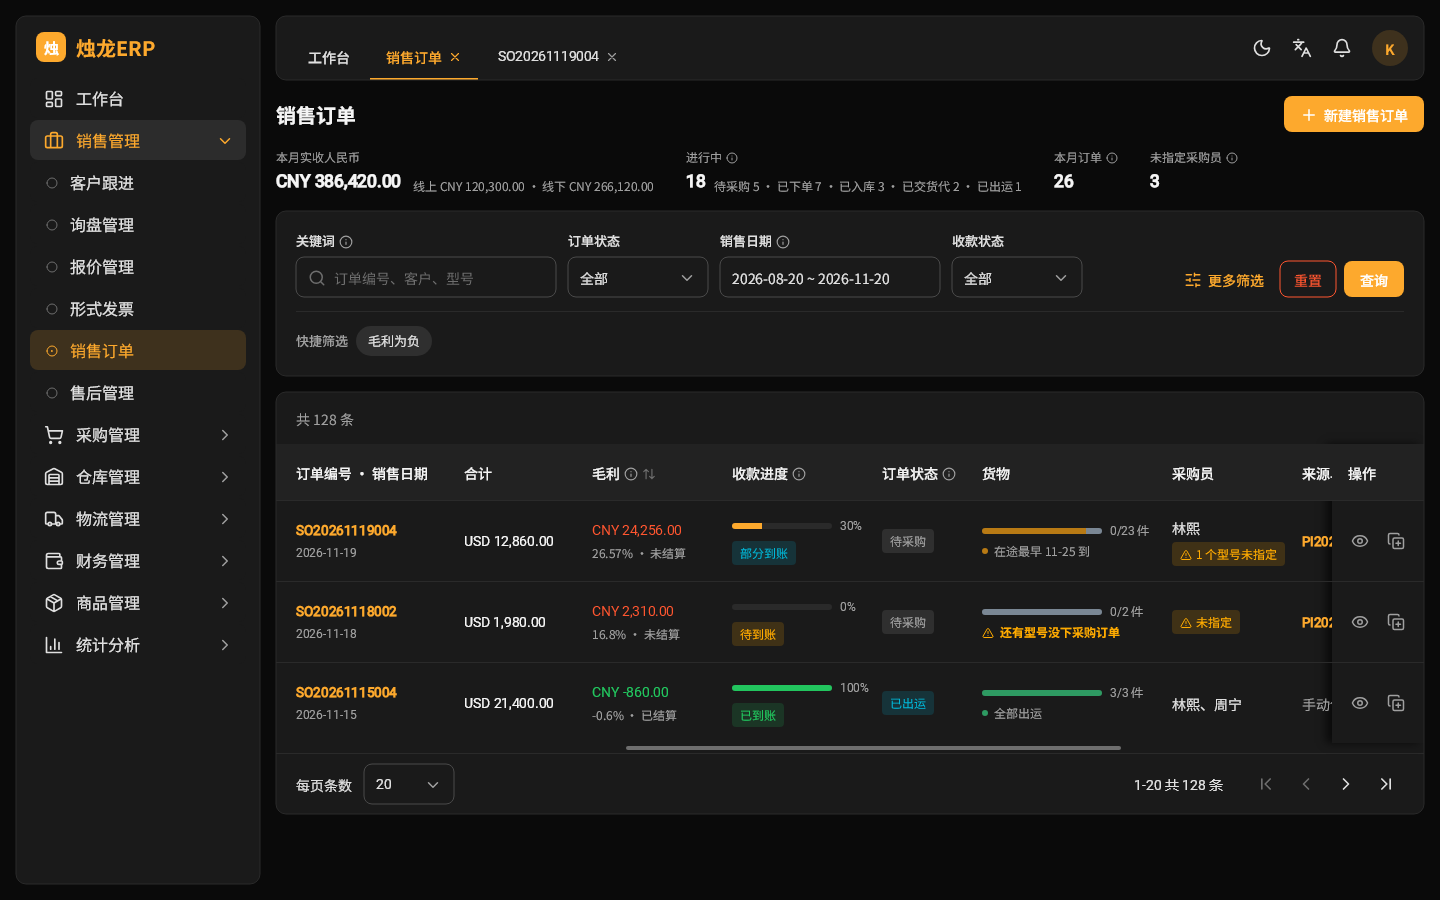 烛 烛龙ERP
工作台
销售管理
客户跟进
询盘管理
报价管理
形式发票
销售订单
售后管理
采购管理
仓库管理
物流管理
财务管理
商品管理
统计分析
工作台 销售订单 SO20261119004 K
销售订单 新建销售订单
本月实收人民币 进行中 本月订单 未指定采购员
CNY 386,420.00 线上 CNY 120,300.00 • 线下 CNY 266,120.00 18 待采购 5 • 已下单 7 • 已入库 3 • 已交货代 2 • 已出运 1 26 3
关键词 订单状态 销售日期 收款状态
订单编号、客户、型号 全部 2026-08-20 ~ 2026-11-20 全部 更多筛选 重置 查询
快捷筛选 毛利为负
共 128 条
订单编号 • 销售日期 合计 毛利 收款进度 订单状态 货物 采购员 来源 操作
SO20261119004 CNY 24,256.00 30% 0/23 件 林熙
USD 12,860.00 待采购 PI202
2026-11-19 26.57% • 未结算 部分到账 在途最早 11-25 到 1 个型号未指定
SO20261118002 CNY 2,310.00 0% 0/2 件
USD 1,980.00 待采购 未指定 PI202
2026-11-18 16.8% • 未结算 待到账 还有型号没下采购订单
SO20261115004 CNY -860.00 100% 3/3 件
USD 21,400.00 已出运 林熙、周宁 手动
2026-11-15 -0.6% • 已结算 已到账 全部出运
每页条数 20 1-20 共 128 条